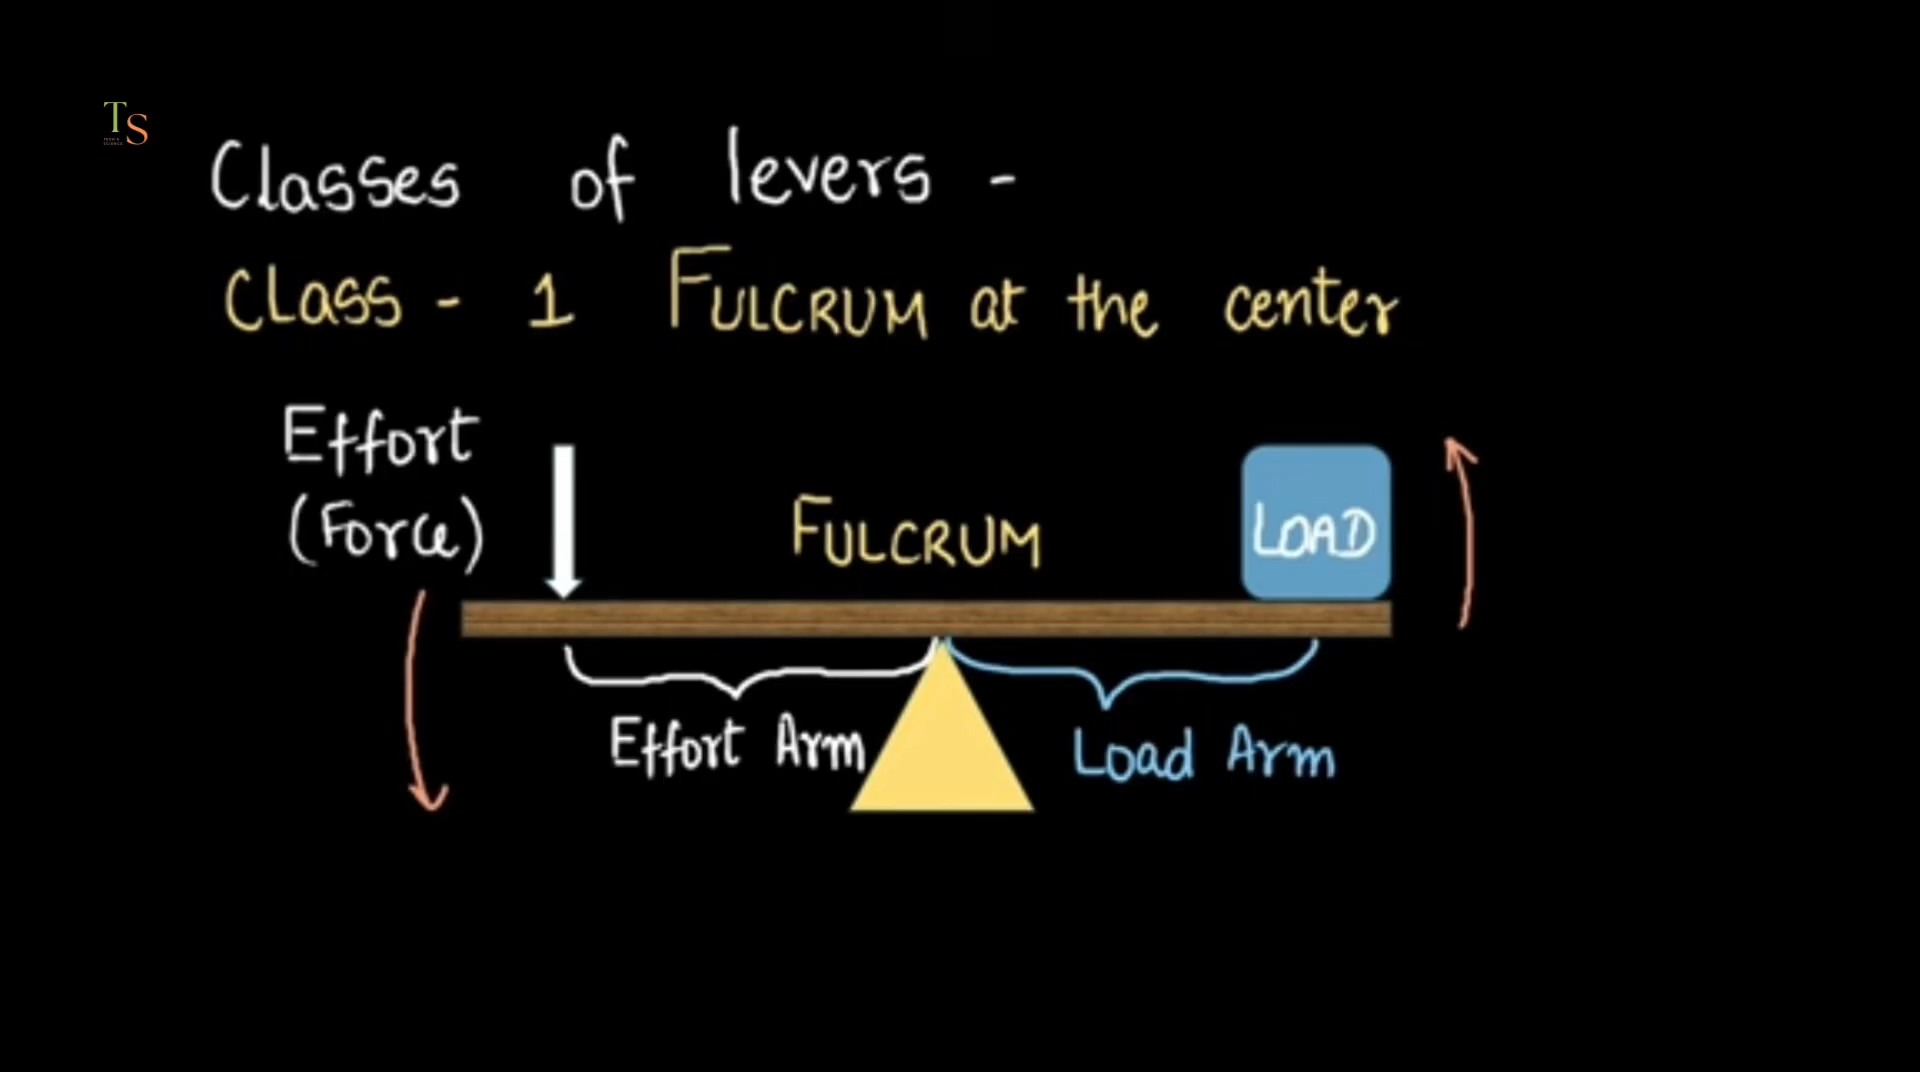 TS
Classes of levers -
Class - 1 FULCRUM at the center
Effort
(Force)
FULCRUM
LOAD
Effort Arm
Load Arm